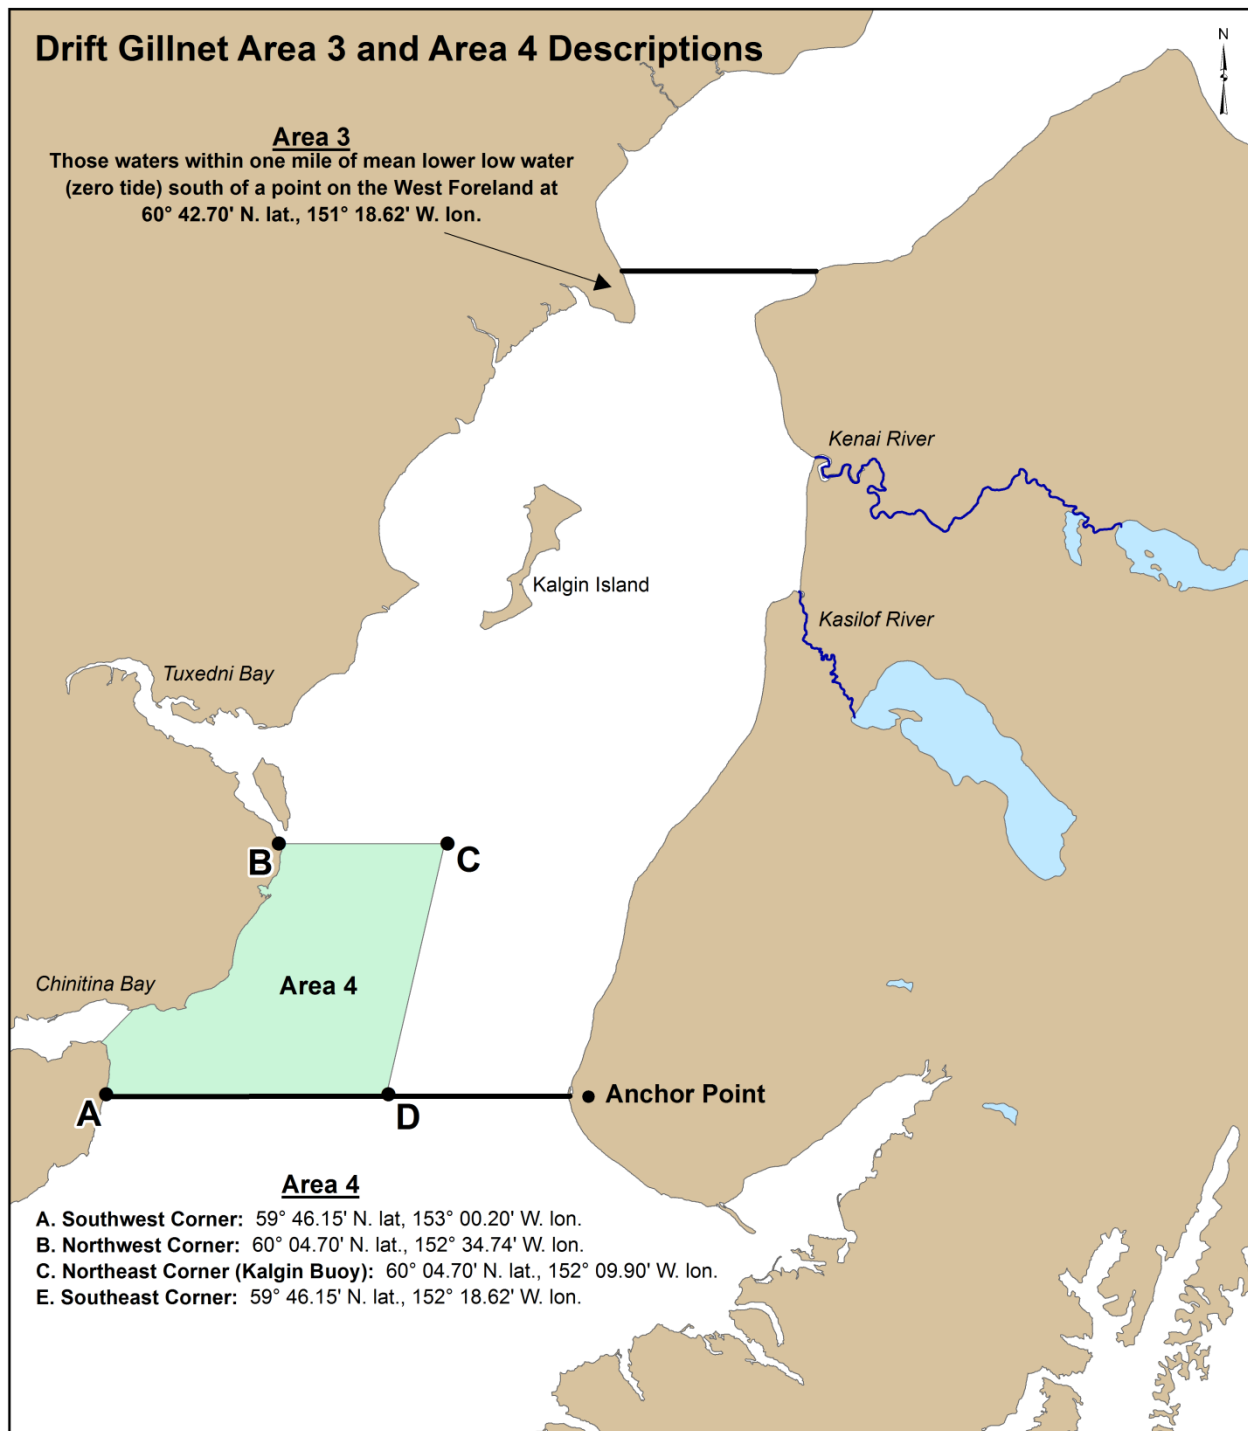 Drift Gillnet Area 3 and Area 4 Descriptions
N
Area 3
Those waters within one mile of mean lower low water
(zero tide) south of a point on the West Foreland at
60° 42.70' N. lat., 151° 18.62' W. lon.
Kenai River
Kalgin Island
Kasilof River
Tuxedni Bay
B
C
Chinitina Bay
Area 4
A
D
Anchor Point
Area 4
A. Southwest Corner: 59° 46.15' N. lat, 153° 00.20' W. lon.
B. Northwest Corner: 60° 04.70' N. lat., 152° 34.74' W. lon.
C. Northeast Corner (Kalgin Buoy): 60° 04.70' N. lat., 152° 09.90' W. lon.
E. Southeast Corner: 59° 46.15' N. lat., 152° 18.62' W. lon.